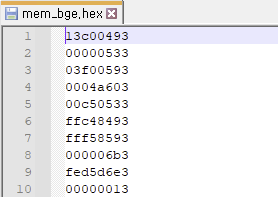 mem_bge.hex
1 13c00493
2 00000533
3 03f00593
4 0004a603
5 00c50533
6 ffc48493
7 fff58593
8 000006b3
9 fed5d6e3
10 00000013